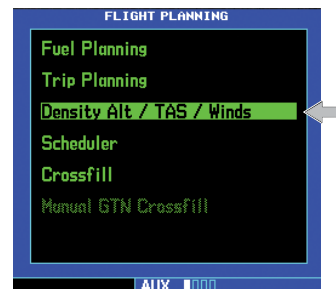 FLIGHT PLANNING
Fuel Planning
Trip Planning
Density Alt / TAS / Winds
Scheduler
Crossfill
Manual GTN Crossfill
AUX